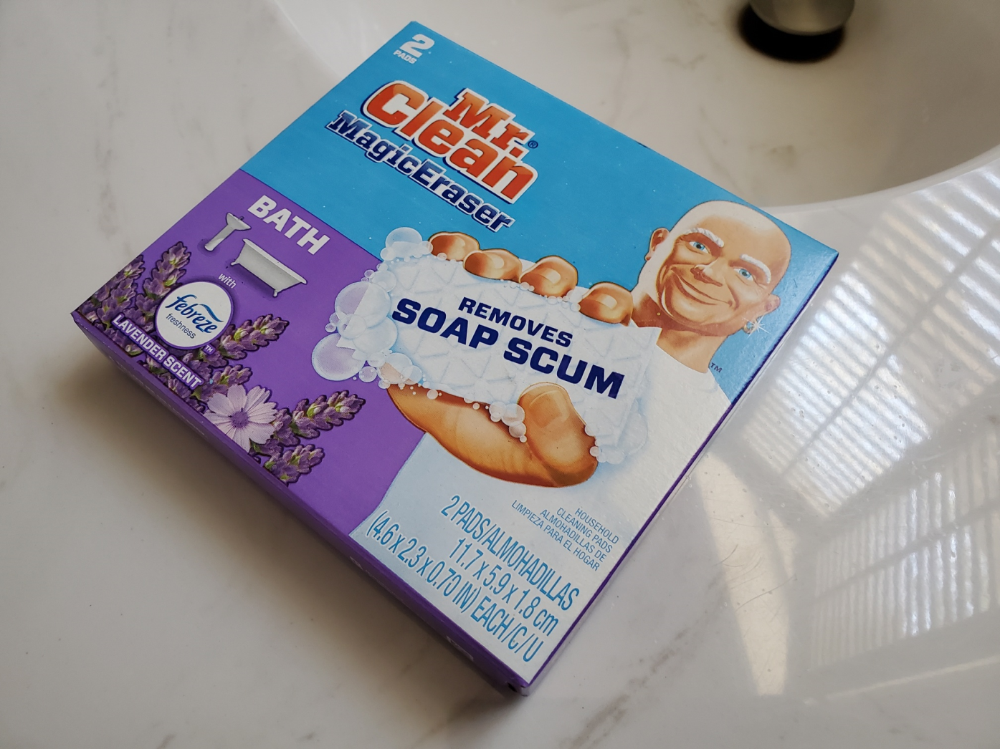 2
PADS
Mr.®
Clean
MagicEraser
BATH
with
febreze
freshness
TM
LAVENDER SCENT
REMOVES
SOAP SCUM
TM
HOUSEHOLD
CLEANING PADS
ALMOHADILLAS DE
LIMPIEZA PARA EL HOGAR
2 PADS/ALMOHADILLAS
11.7 x 5.9 x 1.8 cm
(4.6 x 2.3 x 0.70 IN) EACH/C/U